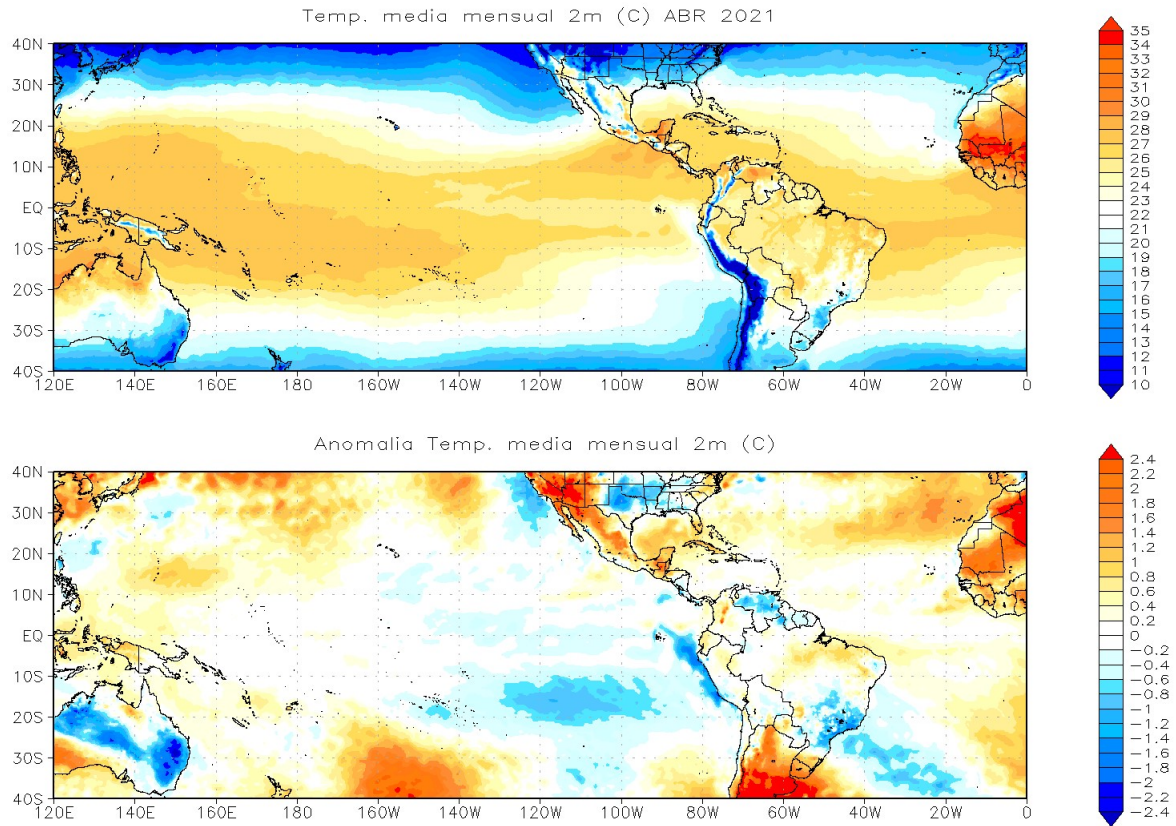 Temp. media mensual 2m (C) ABR 2021
40N
30N
20N
10N
EQ
10S
20S
30S
40S
120E 140E 160E 180 160W 140W 120W 100W 80W 60W 40W 20W 0
35
34
33
31
30
29
28
27
26
25
24
23
22
21
20
19
18
17
16
15
14
13
12
11
10
Anomalia Temp. media mensual 2m (C)
40N
30N
20N
10N
EQ
10S
20S
30S
40S
120E 140E 160E 180 160W 140W 120W 100W 80W 60W 40W 20W 0
2.4
2.2
2
1.8
1.6
1.4
1.2
1
0.8
0.6
0.4
0.2
0
-0.2
-0.4
-0.6
-0.8
-1
-1.2
-1.4
-1.6
-1.8
-2
-2.2
-2.4